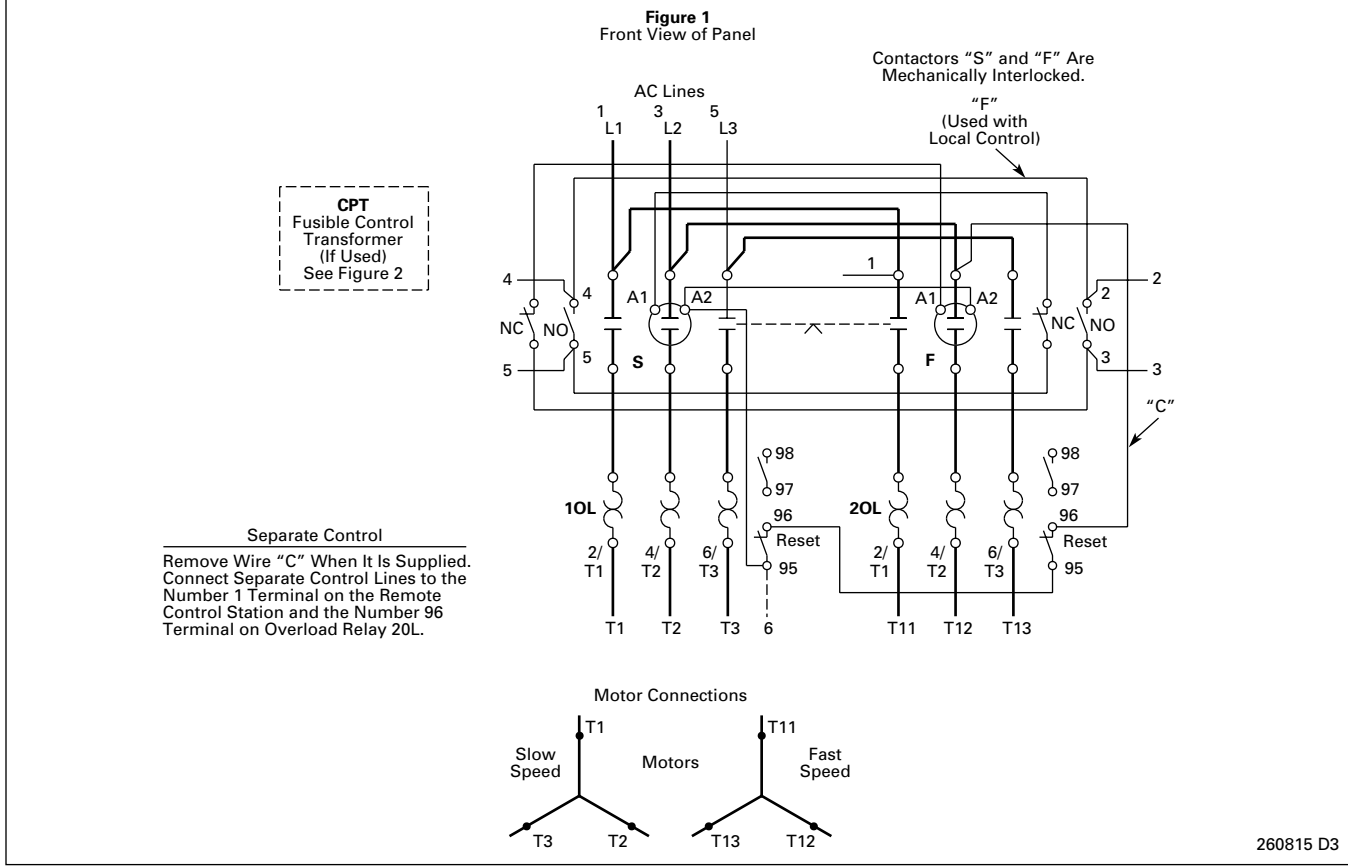 Figure 1
Front View of Panel
Contactors “S” and “F” Are
Mechanically Interlocked.
“F”
(Used with
Local Control)
AC Lines
1 3 5
L1 L2 L3
CPT
Fusible Control
Transformer
(If Used)
See Figure 2
1
4 4 A1 A2 A1 A2 2 2
NC NO NC NO
5 5 S F 3 3
“C”
98 98
97 97
1OL 96 2OL 96
Reset Reset
2/ 4/ 6/ 95 2/ 4/ 6/ 95
T1 T2 T3 T1 T2 T3
T1 T2 T3 6 T11 T12 T13
Separate Control
Remove Wire “C” When It Is Supplied.
Connect Separate Control Lines to the
Number 1 Terminal on the Remote
Control Station and the Number 96
Terminal on Overload Relay 20L.
Motor Connections
T1 T11
Slow
Speed
Motors
Fast
Speed
T3 T2 T13 T12
260815 D3